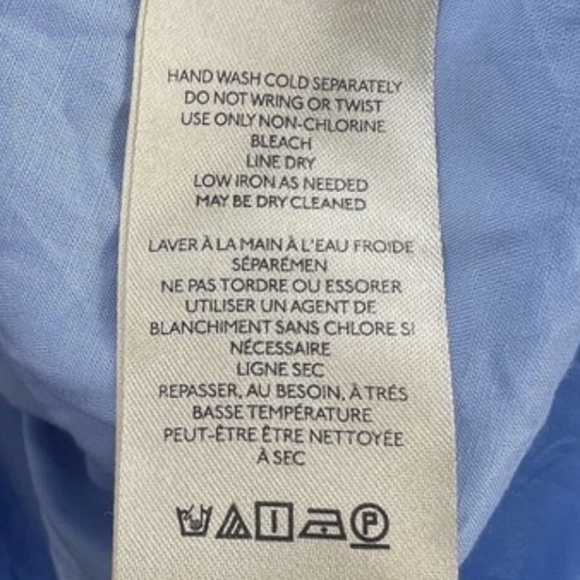 HAND WASH COLD SEPARATELY
DO NOT WRING OR TWIST
USE ONLY NON-CHLORINE
BLEACH
LINE DRY
LOW IRON AS NEEDED
MAY BE DRY CLEANED
LAVER À LA MAIN À L'EAU FROIDE
SÉPARÉMEN
NE PAS TORDRE OU ESSORER
UTILISER UN AGENT DE
BLANCHIMENT SANS CHLORE SI
NÉCESSAIRE
LIGNE SEC
REPASSER, AU BESOIN, À TRÉS
BASSE TEMPÉRATURE
PEUT-ÊTRE ÊTRE NETTOYÉE
À SEC
P